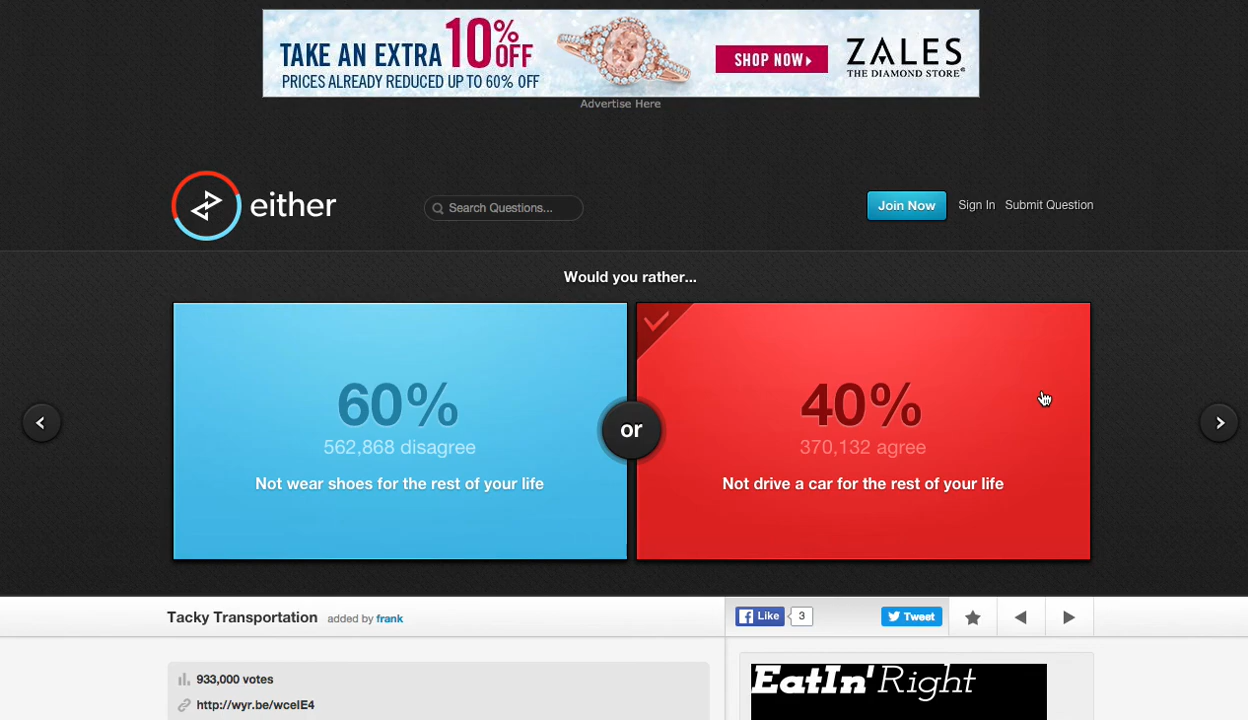 TAKE AN EXTRA 10% OFF
PRICES ALREADY REDUCED UP TO 60% OFF
SHOP NOW
ZALES
THE DIAMOND STORE®
Advertise Here
either
Search Questions...
Join Now
Sign In
Submit Question
Would you rather...
60%
562,868 disagree
Not wear shoes for the rest of your life
or
40%
370,132 agree
Not drive a car for the rest of your life
Tacky Transportation added by frank
Like 3
Tweet
933,000 votes
http://wyr.be/wceIE4
EatIn' Right